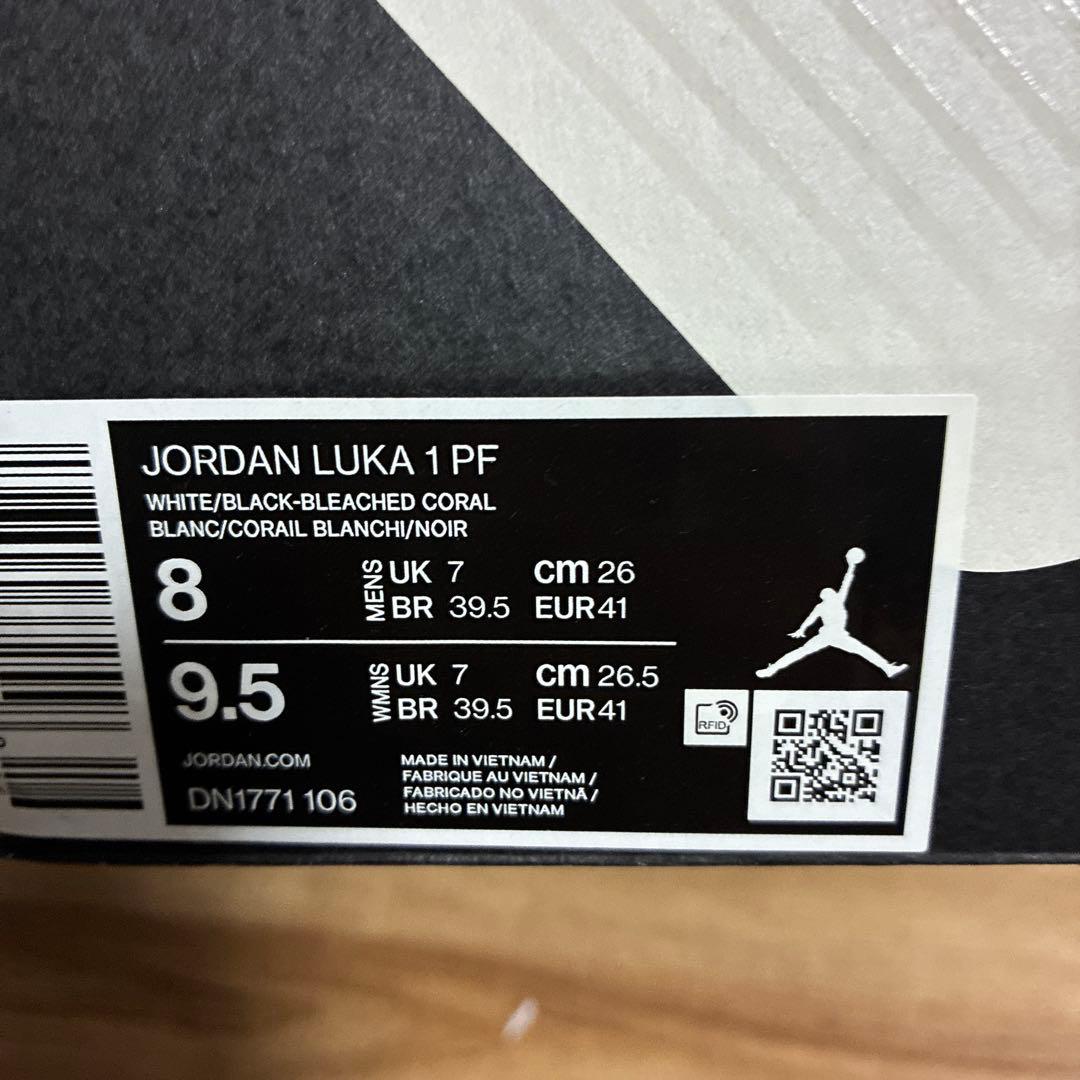 JORDAN LUKA 1 PF
WHITE/BLACK-BLEACHED CORAL
BLANC/CORAIL BLANCHI/NOIR
8 MENS UK 7 cm 26
BR 39.5 EUR 41
9.5 WMNS UK 7 cm 26.5
BR 39.5 EUR 41
RFID
JORDAN.COM
DN1771 106
MADE IN VIETNAM /
FABRIQUE AU VIETNAM /
FABRICADO NO VIETNÃ /
HECHO EN VIETNAM